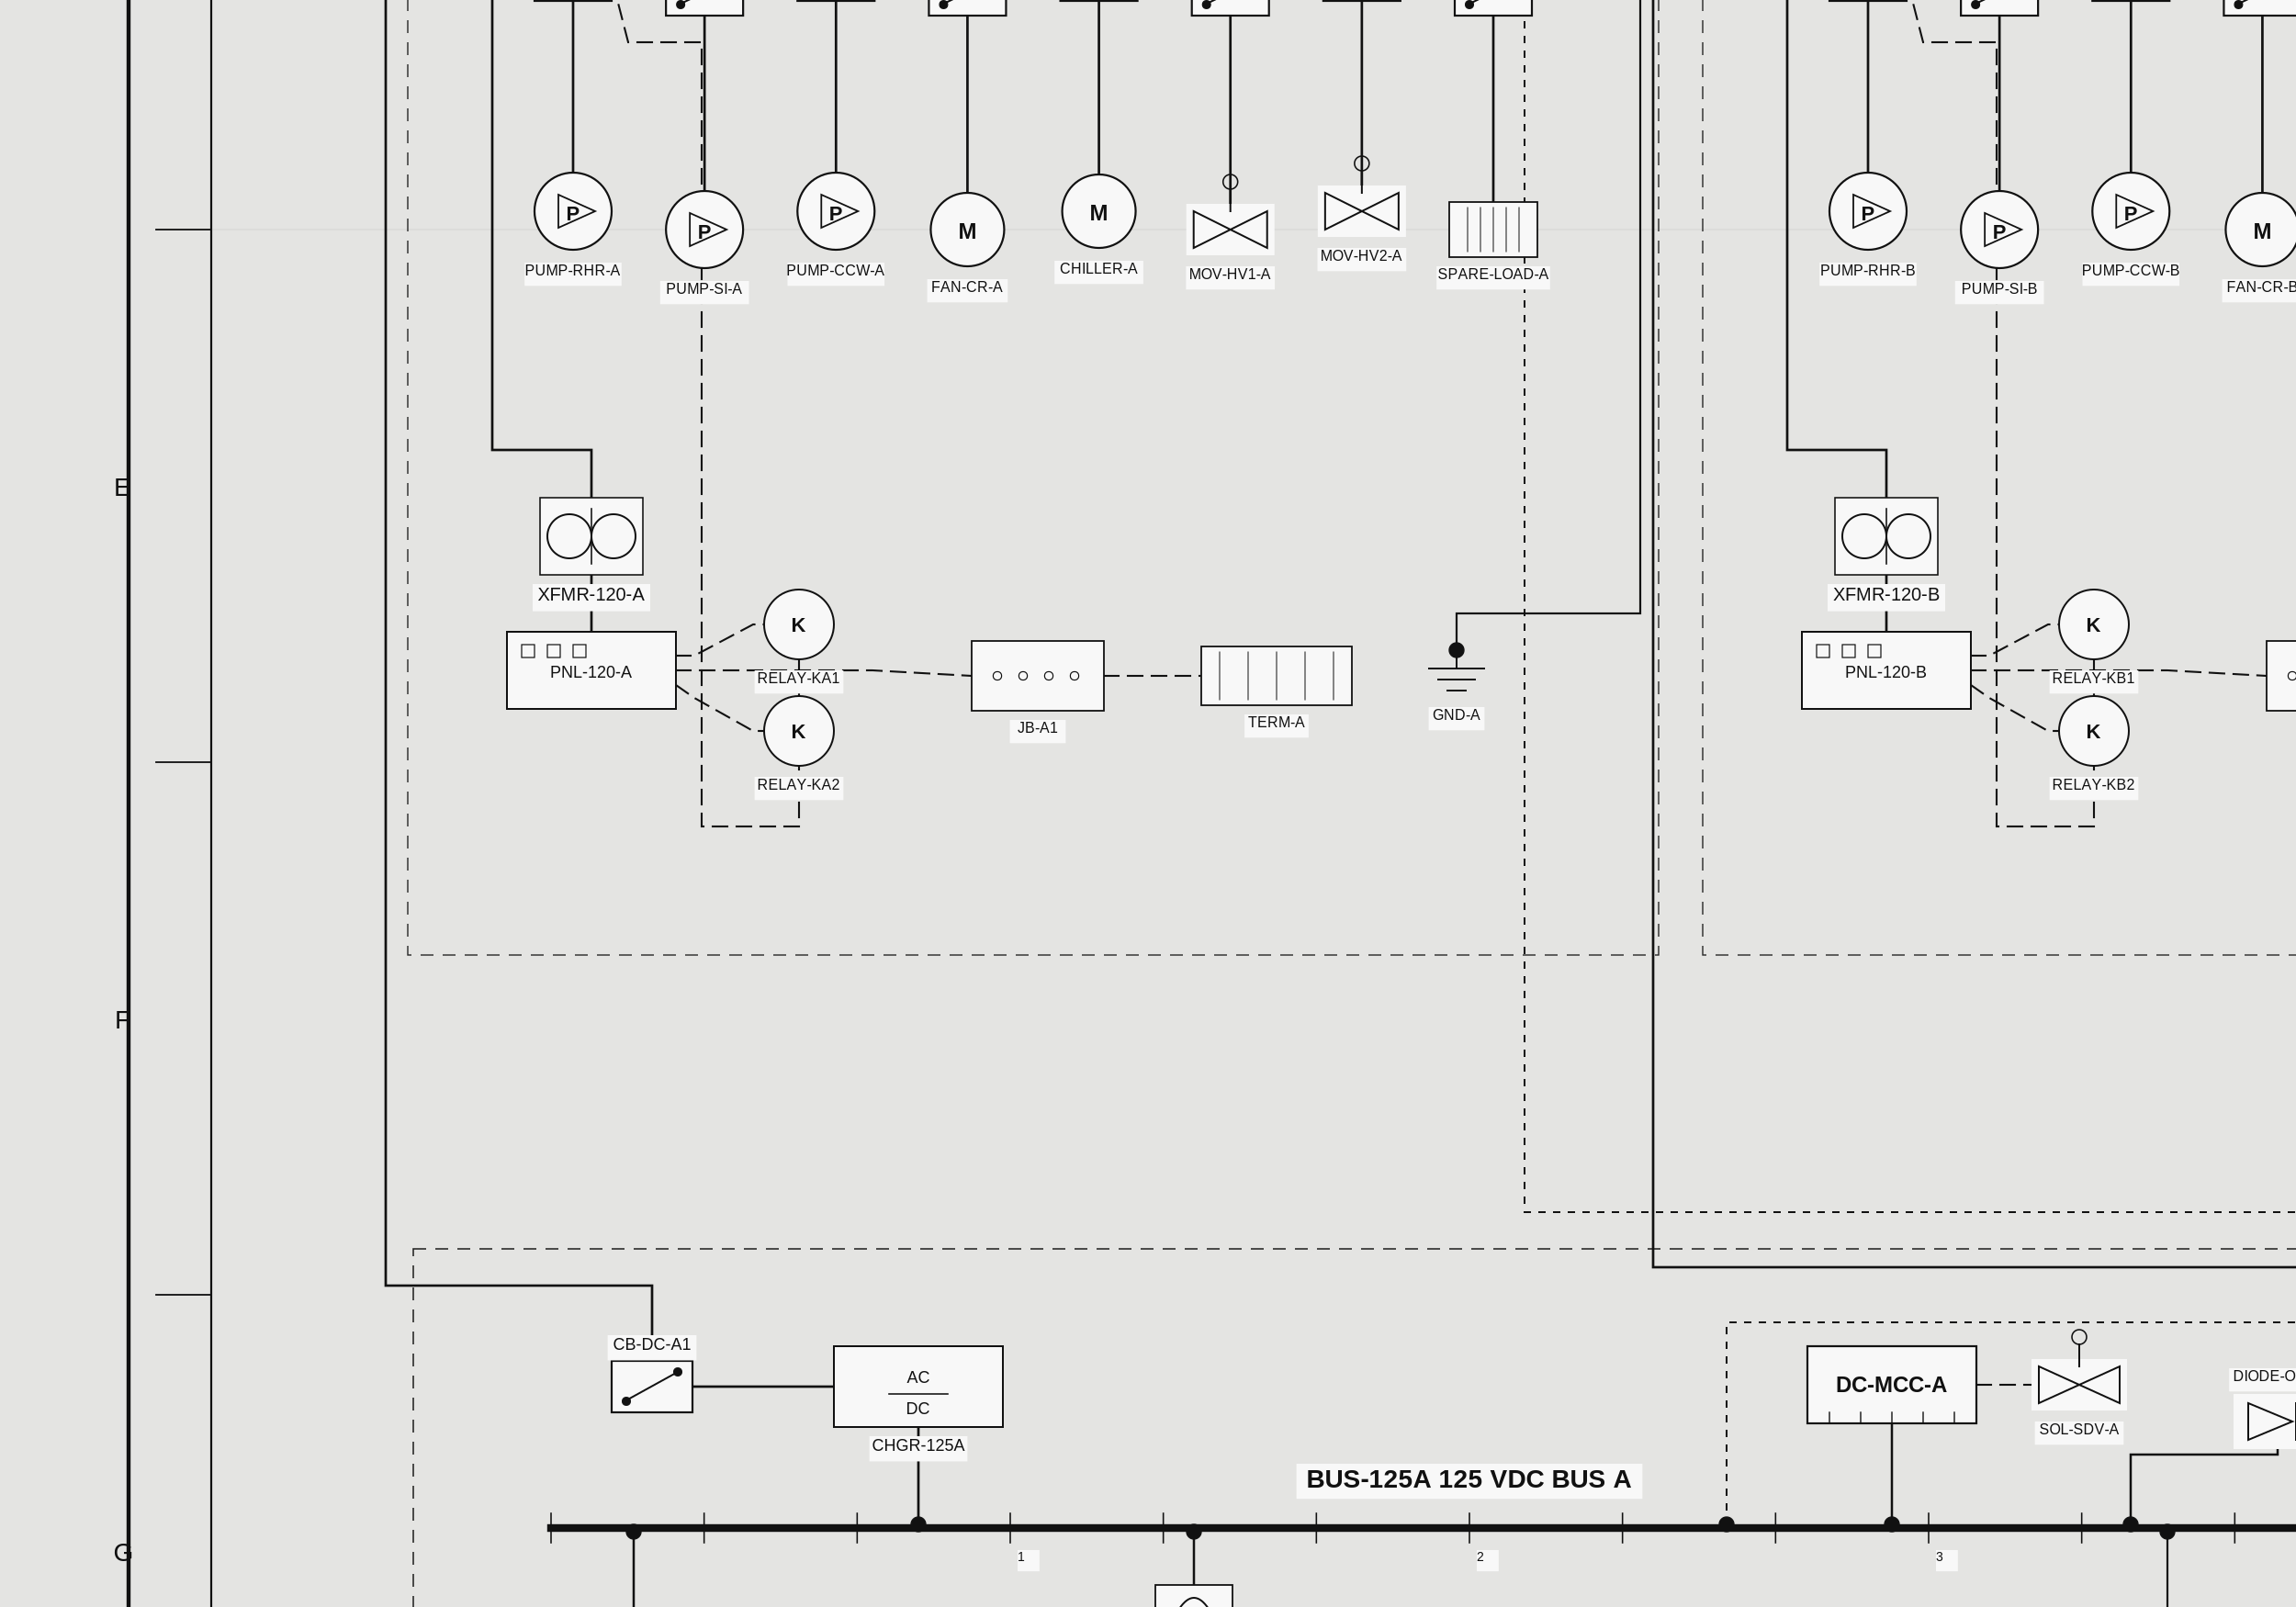 P
P
P
M
M
P
P
P
M
PUMP-RHR-A
PUMP-SI-A
PUMP-CCW-A
FAN-CR-A
CHILLER-A
MOV-HV1-A
MOV-HV2-A
SPARE-LOAD-A
PUMP-RHR-B
PUMP-SI-B
PUMP-CCW-B
FAN-CR-B
E
XFMR-120-A
XFMR-120-B
K
K
PNL-120-A
RELAY-KA1
PNL-120-B
RELAY-KB1
K
K
JB-A1
TERM-A
GND-A
RELAY-KA2
RELAY-KB2
F
CB-DC-A1
AC
DC
CHGR-125A
DC-MCC-A
SOL-SDV-A
DIODE-O
BUS-125A 125 VDC BUS A
G
1
2
3